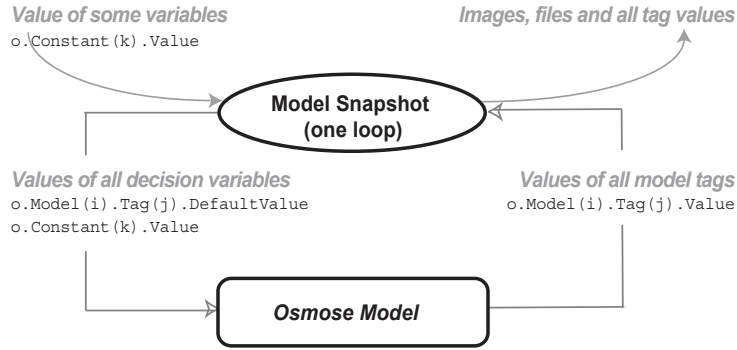 Value of some variables
o.Constant(k).Value
Images, files and all tag values
Model Snapshot
(one loop)
Values of all decision variables
o.Model(i).Tag(j).DefaultValue
o.Constant(k).Value
Values of all model tags
o.Model(i).Tag(j).Value
Osmose Model